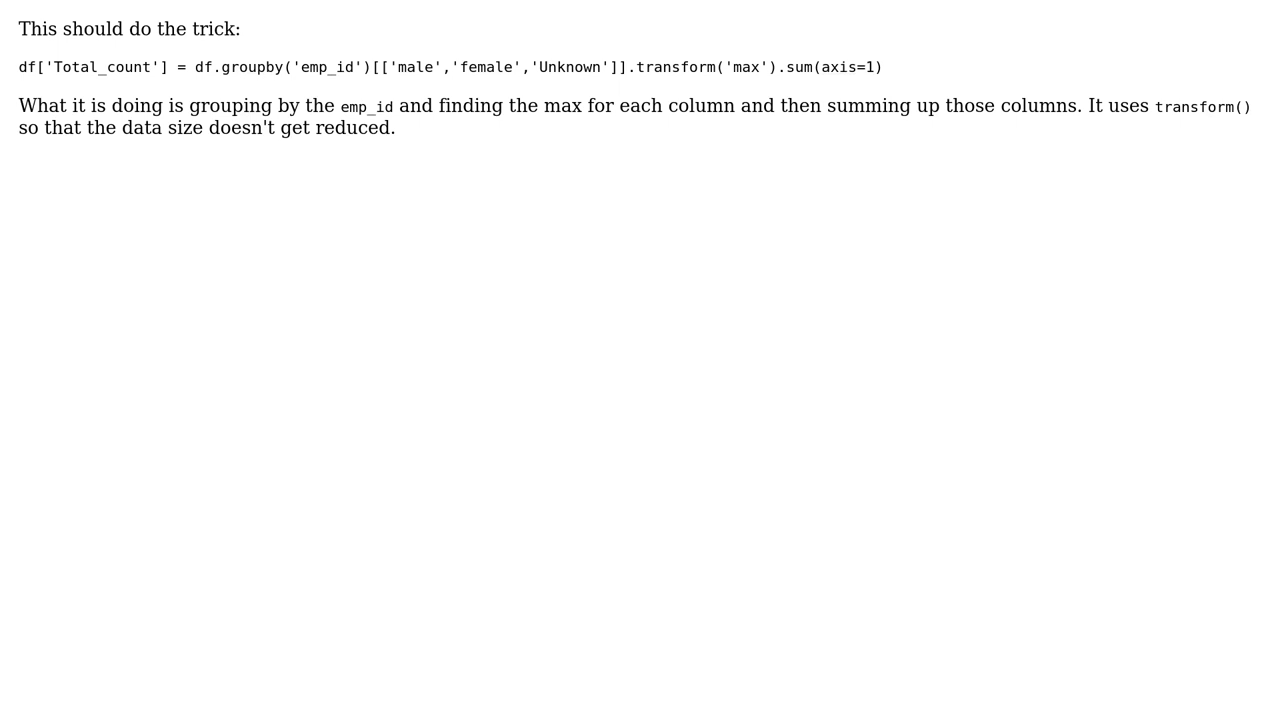 This should do the trick:
df['Total_count'] = df.groupby('emp_id')[['male','female','Unknown']].transform('max').sum(axis=1)
What it is doing is grouping by the emp_id and finding the max for each column and then summing up those columns. It uses transform()
so that the data size doesn't get reduced.